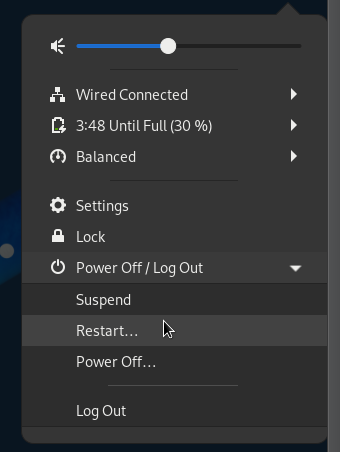 Wired Connected
3:48 Until Full (30 %)
Balanced
Settings
Lock
Power Off / Log Out
Suspend
Restart…
Power Off…
Log Out